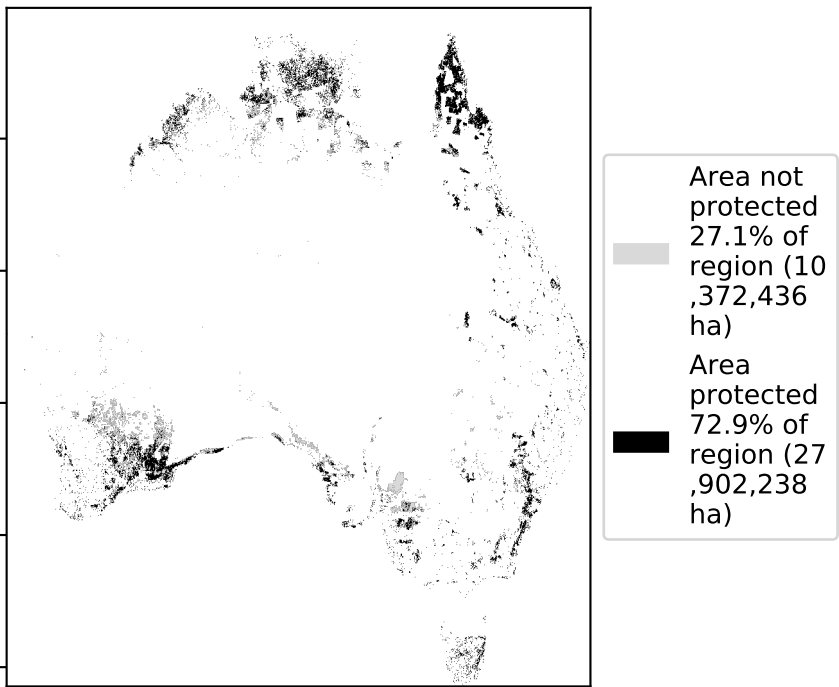 Area not
protected
27.1% of
region (10
,372,436
ha)
Area
protected
72.9% of
region (27
,902,238
ha)